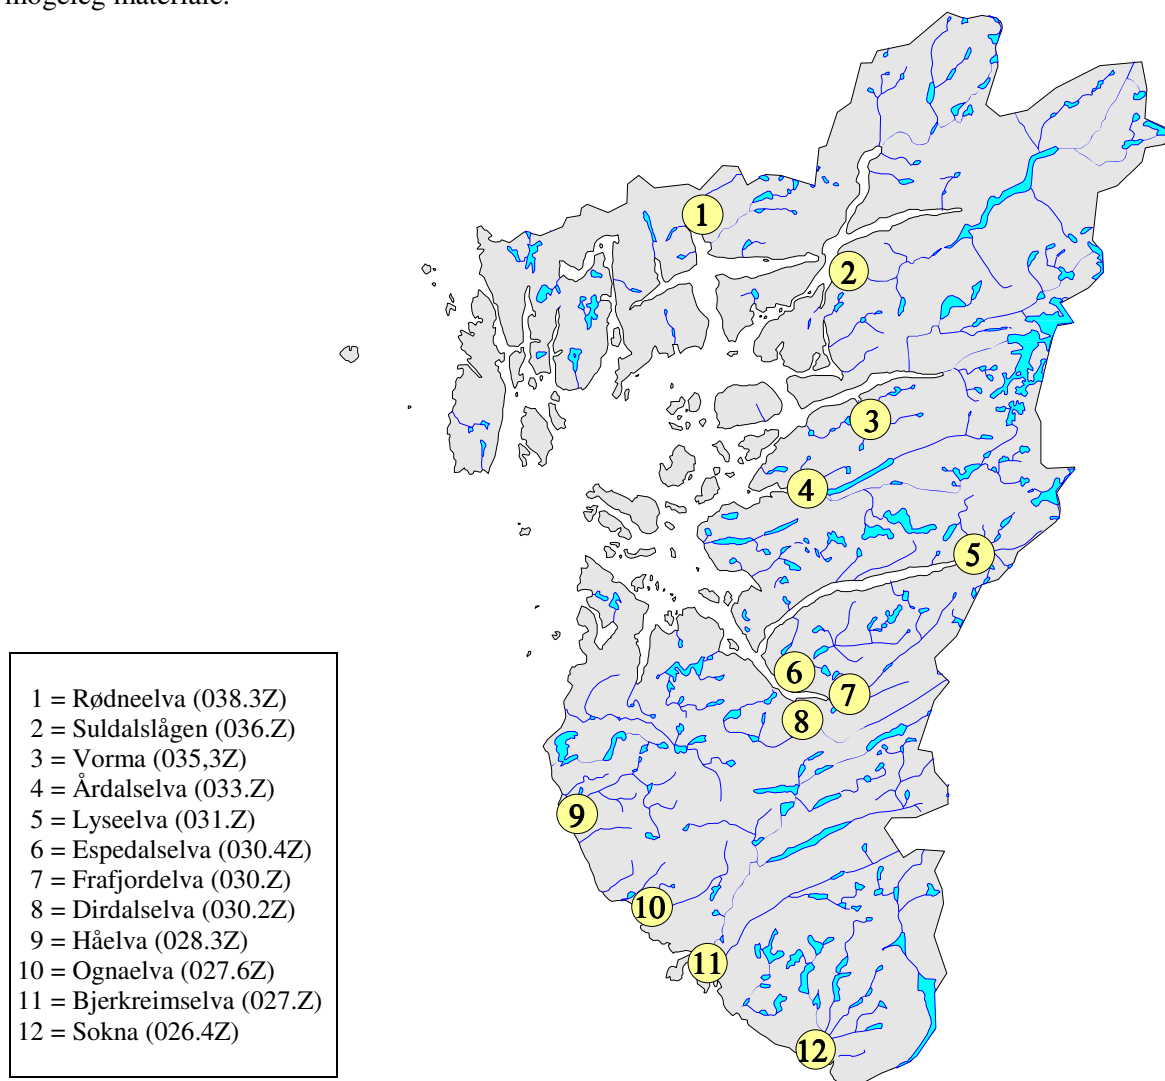 mogeleg materiale.
1
2
3
4
5
6
7
8
9
10
11
12
1 = Rødneelva (038.3Z)
2 = Suldalslågen (036.Z)
3 = Vorma (035,3Z)
4 = Årdalselva (033.Z)
5 = Lyseelva (031.Z)
6 = Espedalselva (030.4Z)
7 = Frafjordelva (030.Z)
8 = Dirdalselva (030.2Z)
9 = Håelva (028.3Z)
10 = Ognaelva (027.6Z)
11 = Bjerkreimselva (027.Z)
12 = Sokna (026.4Z)